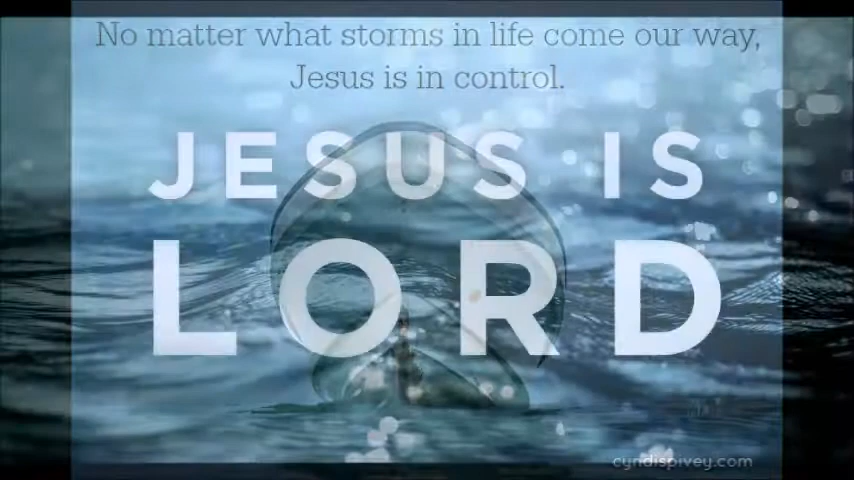 No matter what storms in life come our way,
Jesus is in control.
JESUS IS
LORD
cyndispivey.com